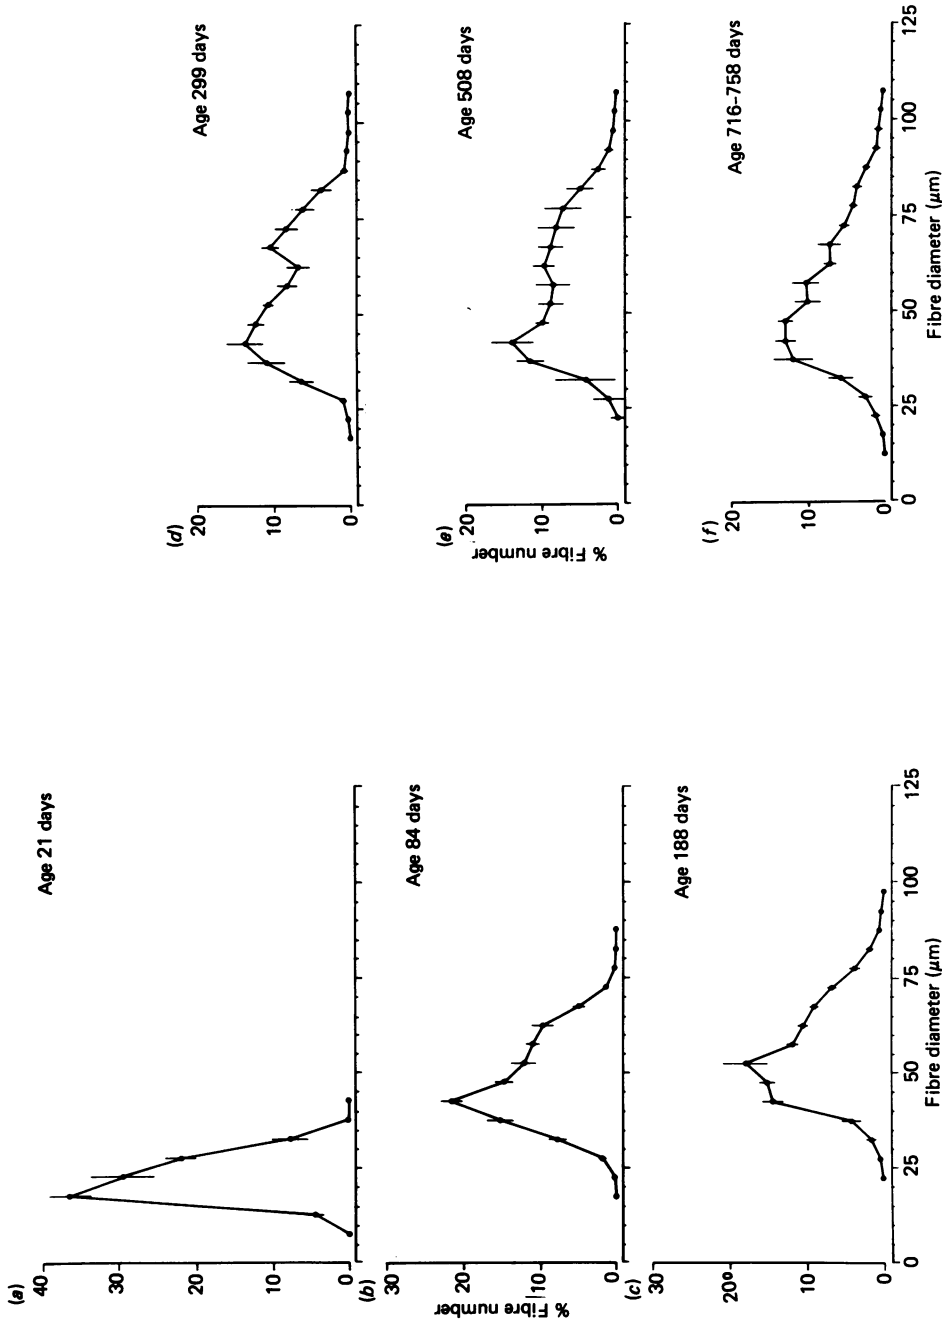 (a)
Age 21 days
40
30
20
10
0
(b)
Age 84 days
30
20
10
0
% Fibre number
(c)
Age 188 days
30
20
10
0
0 25 50 75 100 125
Fibre diameter (μm)
(d)
Age 299 days
20
10
0
(e)
Age 508 days
20
10
0
% Fibre number
(f)
Age 716–758 days
20
10
0
0 25 50 75 100 125
Fibre diameter (μm)